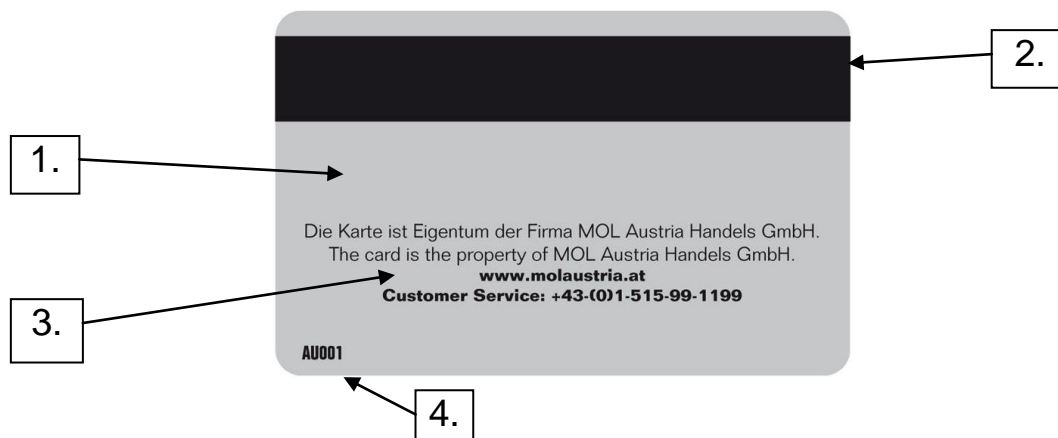 2.
1.
Die Karte ist Eigentum der Firma MOL Austria Handels GmbH.
The card is the property of MOL Austria Handels GmbH.
www.molaustria.at
Customer Service: +43-(0)1-515-99-1199
3.
AU001
4.